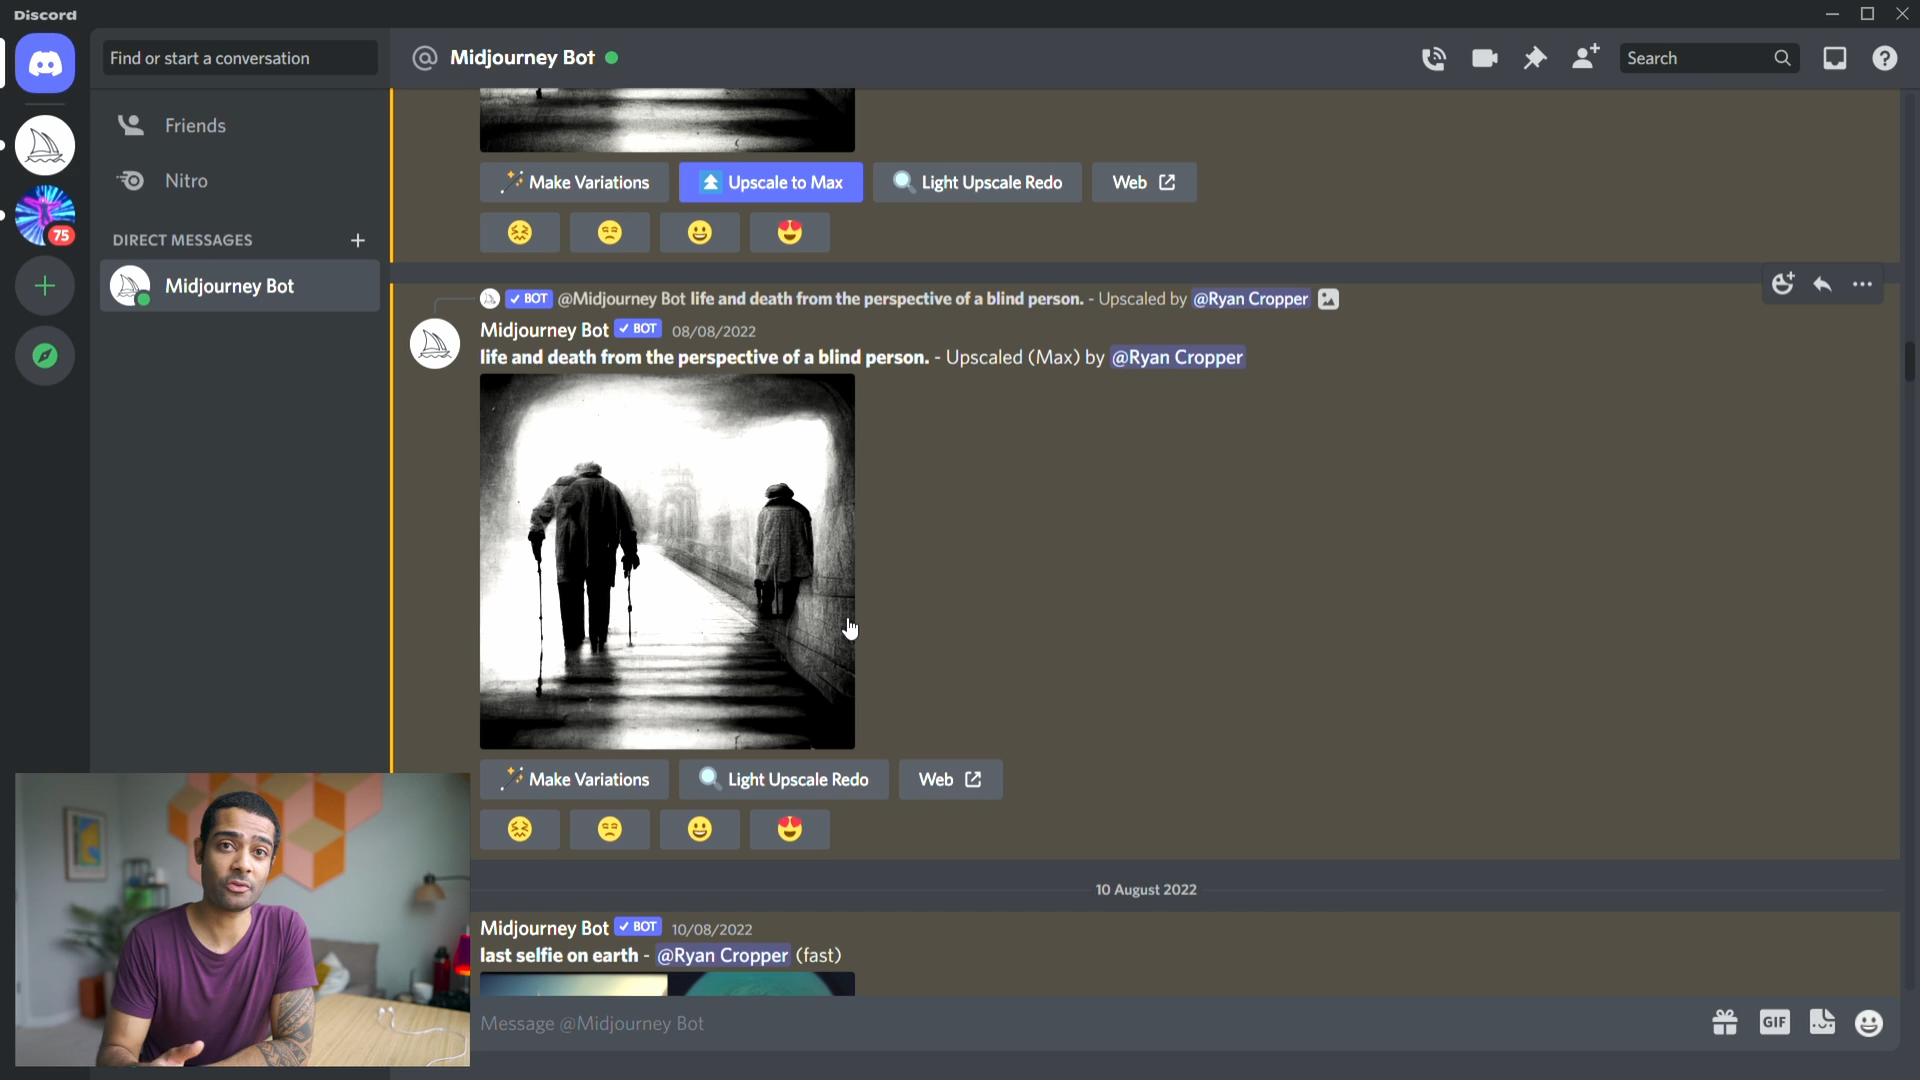 Discord
Find or start a conversation
Friends
Nitro
DIRECT MESSAGES
Midjourney Bot
75
Midjourney Bot
Search
Make Variations
Upscale to Max
Light Upscale Redo
Web
BOT @Midjourney Bot life and death from the perspective of a blind person. - Upscaled by @Ryan Cropper
Midjourney Bot BOT 08/08/2022
life and death from the perspective of a blind person. - Upscaled (Max) by @Ryan Cropper
Make Variations
Light Upscale Redo
Web
10 August 2022
Midjourney Bot BOT 10/08/2022
last selfie on earth - @Ryan Cropper (fast)
Message @Midjourney Bot
GIF